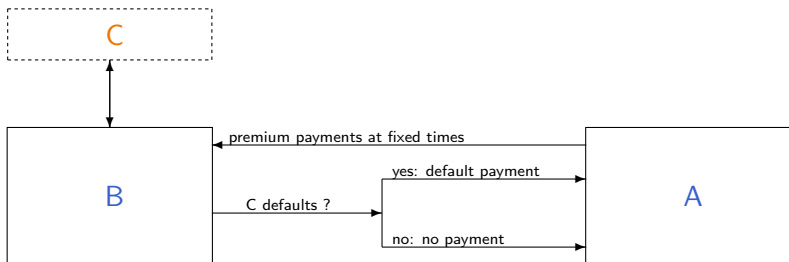 C
premium payments at fixed times
yes: default payment
B
C defaults ?
A
no: no payment